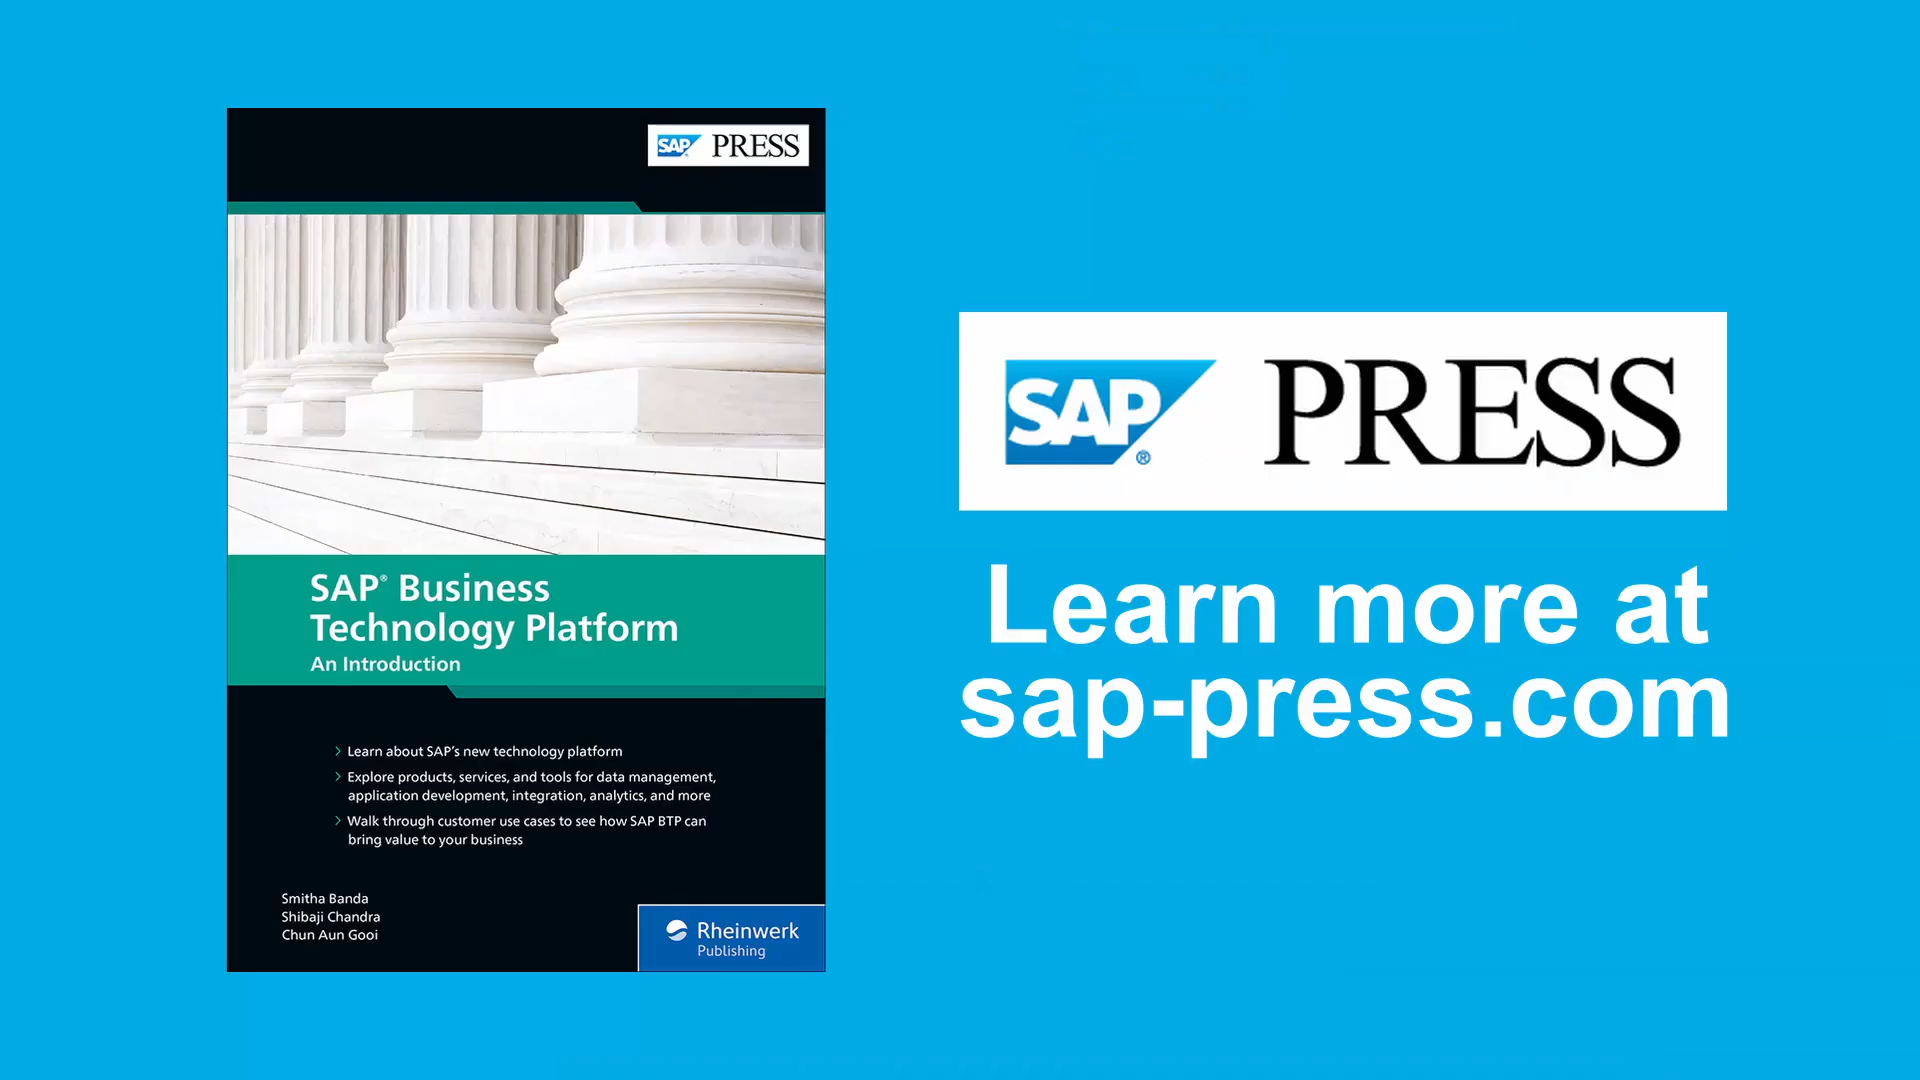 SAP PRESS
SAP® Business
Technology Platform
An Introduction
> Learn about SAP's new technology platform
> Explore products, services, and tools for data management,
application development, integration, analytics, and more
> Walk through customer use cases to see how SAP BTP can
bring value to your business
Smitha Banda
Shibaji Chandra
Chun Aun Gooi
Rheinwerk
Publishing
SAP® PRESS
Learn more at
sap-press.com